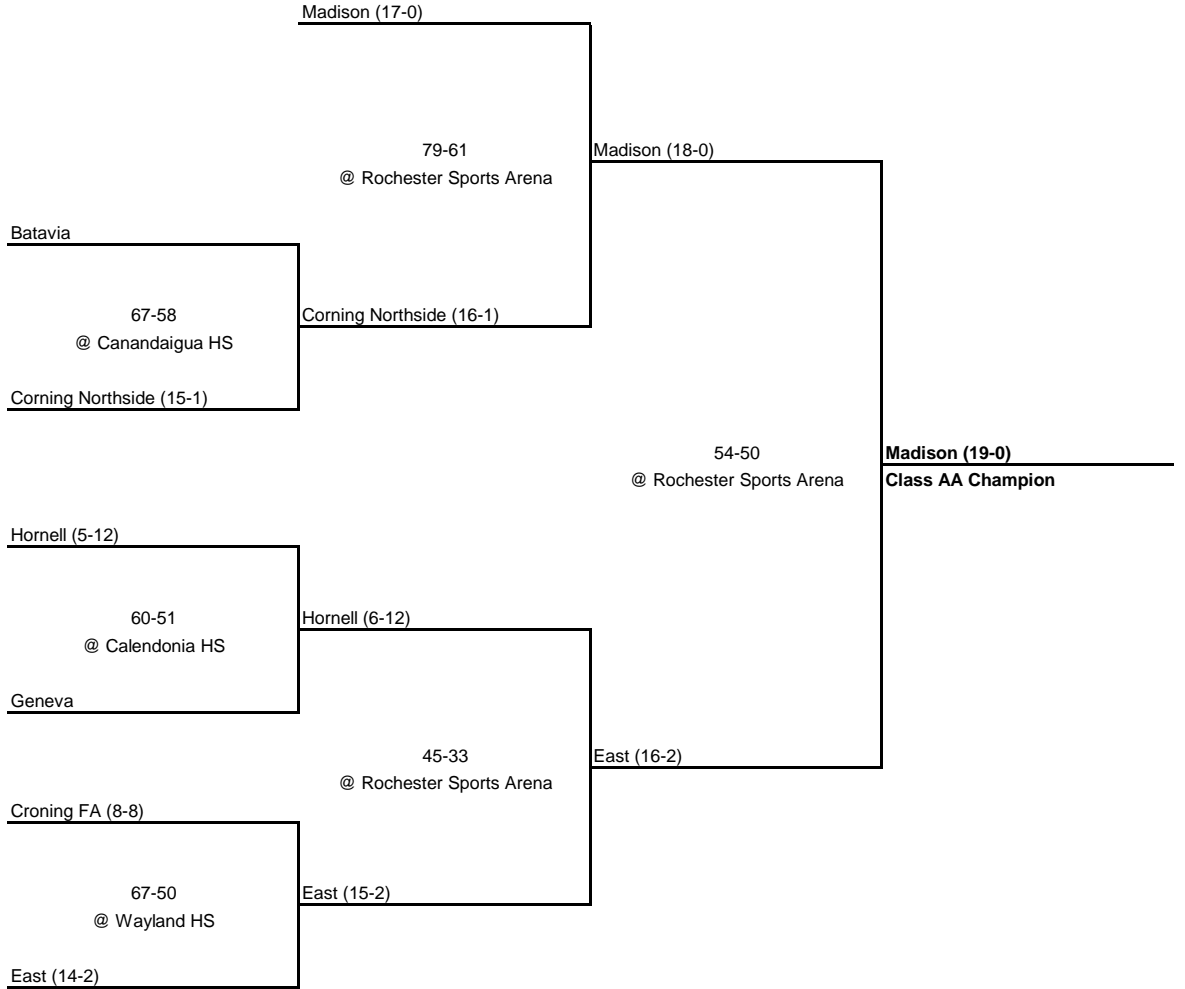 Madison (17-0)
79-61
@ Rochester Sports Arena
Madison (18-0)
Batavia
67-58
@ Canandaigua HS
Corning Northside (16-1)
Corning Northside (15-1)
54-50
@ Rochester Sports Arena
Madison (19-0)
Class AA Champion
Hornell (5-12)
60-51
@ Calendonia HS
Hornell (6-12)
Geneva
45-33
@ Rochester Sports Arena
East (16-2)
Croning FA (8-8)
67-50
@ Wayland HS
East (15-2)
East (14-2)